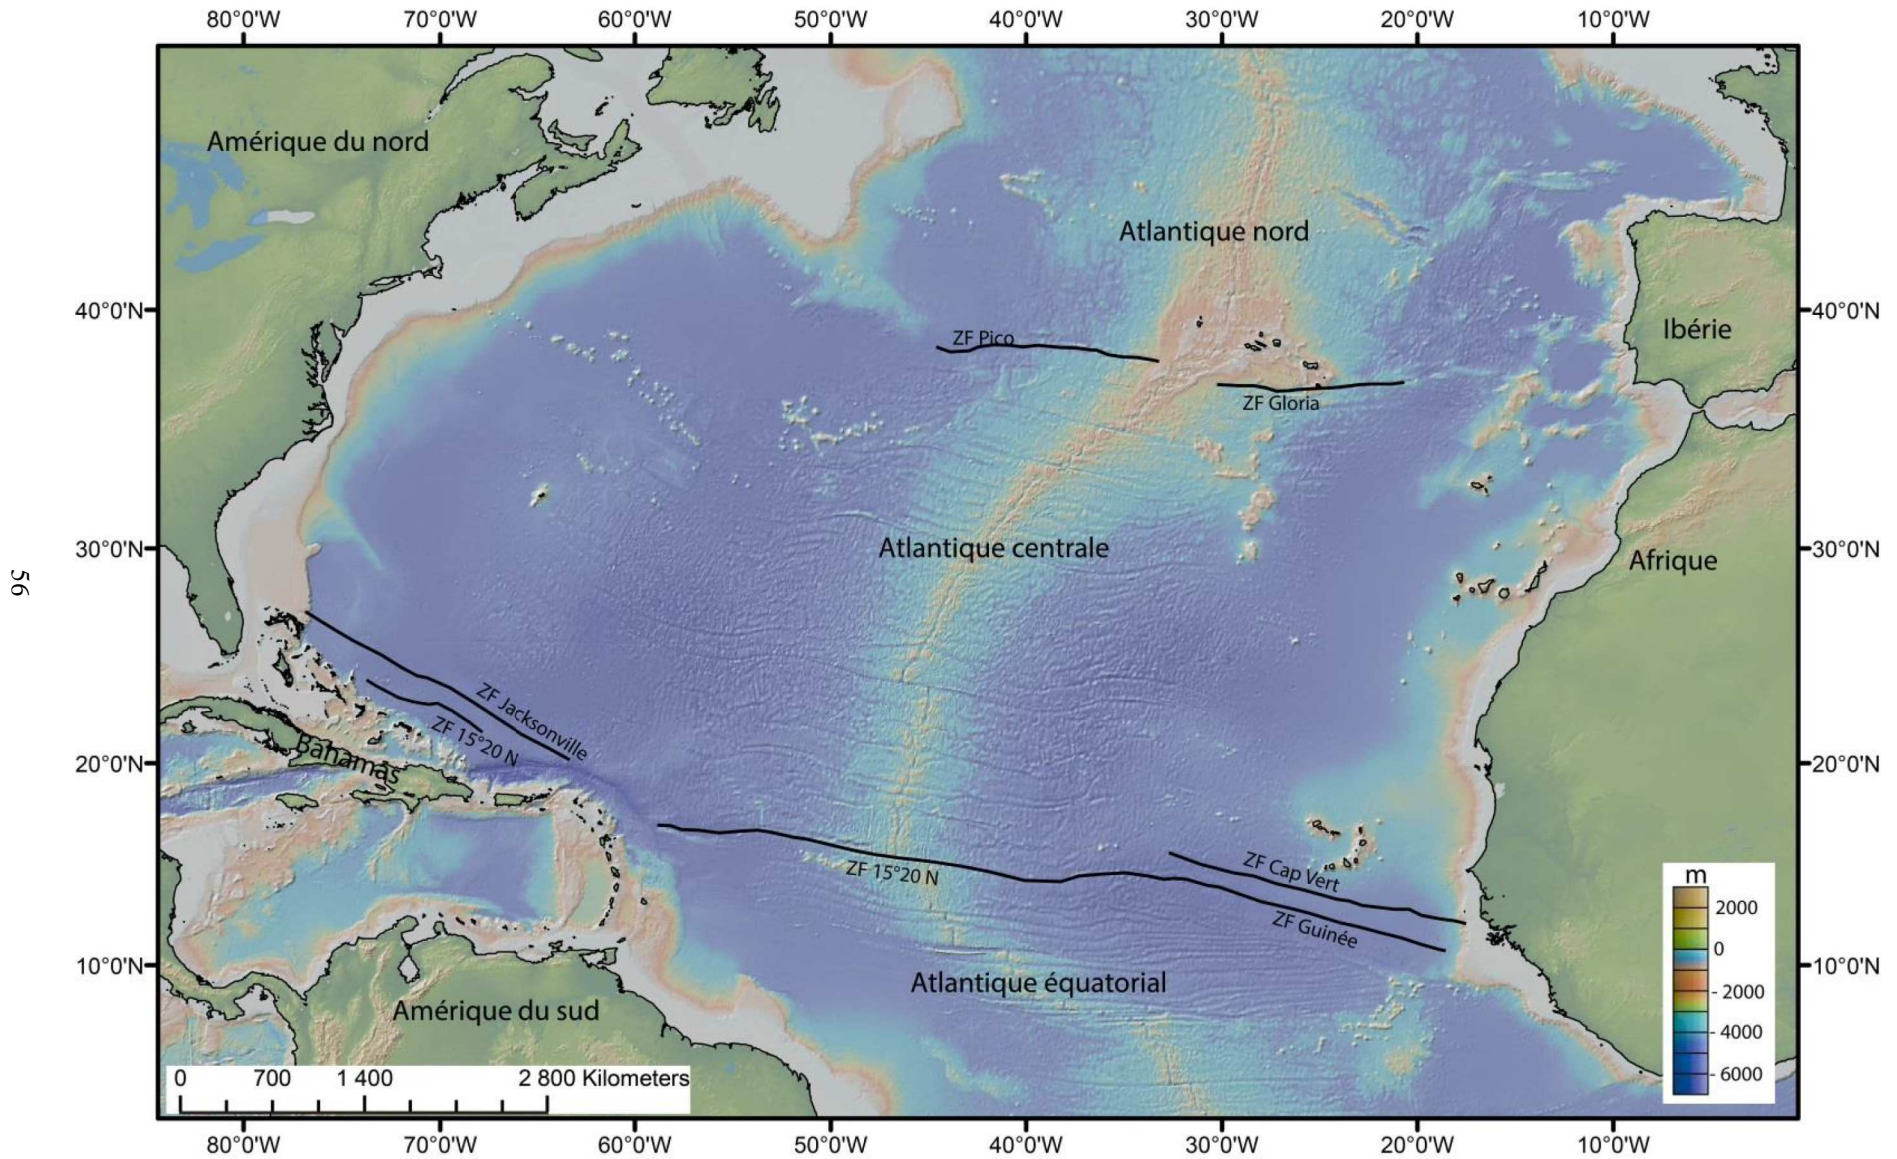 80°0'W 70°0'W 60°0'W 50°0'W 40°0'W 30°0'W 20°0'W 10°0'W
Amérique du nord
Atlantique nord
40°0'N 40°0'N
Ibérie
ZF Pico
ZF Gloria
30°0'N 30°0'N
Atlantique centrale
Afrique
56
ZF Jacksonville
ZF 15°20 N
Bahamas
20°0'N 20°0'N
ZF 15°20 N
ZF Cap Vert
ZF Guinée
10°0'N 10°0'N
Atlantique équatorial
Amérique du sud
m
2000
0
- 2000
- 4000
- 6000
0 700 1 400 2 800 Kilometers
80°0'W 70°0'W 60°0'W 50°0'W 40°0'W 30°0'W 20°0'W 10°0'W